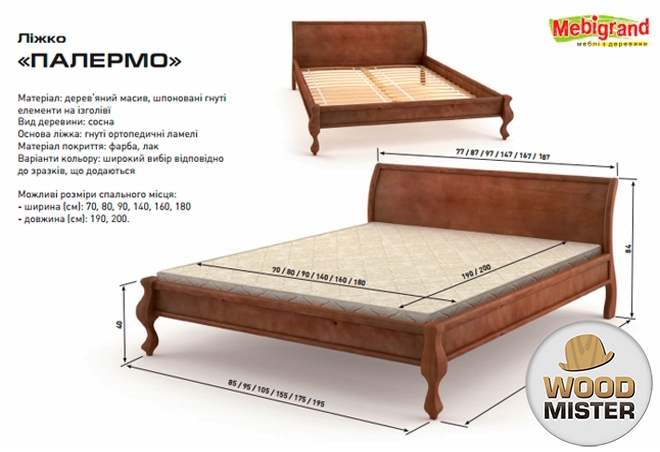 Ліжко
«ПАЛЕРМО»
Mebigrand
меблі з деревини
Матеріал: дерев'яний масив, шпоновані гнуті
елементи на ізголівї
Вид деревини: сосна
Основа ліжка: гнуті ортопедичні ламелі
Матеріал покриття: фарба, лак
Варіанти кольору: широкий вибір відповідно
до зразків, що додаються
Можливі розміри спального місця:
- ширина (см): 70, 80, 90, 140, 160, 180
- довжина (см): 190, 200.
77 / 87 / 97 / 147 / 167 / 187
84
70 / 80 / 90 / 140 / 160 / 180
190 / 200
40
85 / 95 / 105 / 155 / 175 / 195
WOOD
MISTER